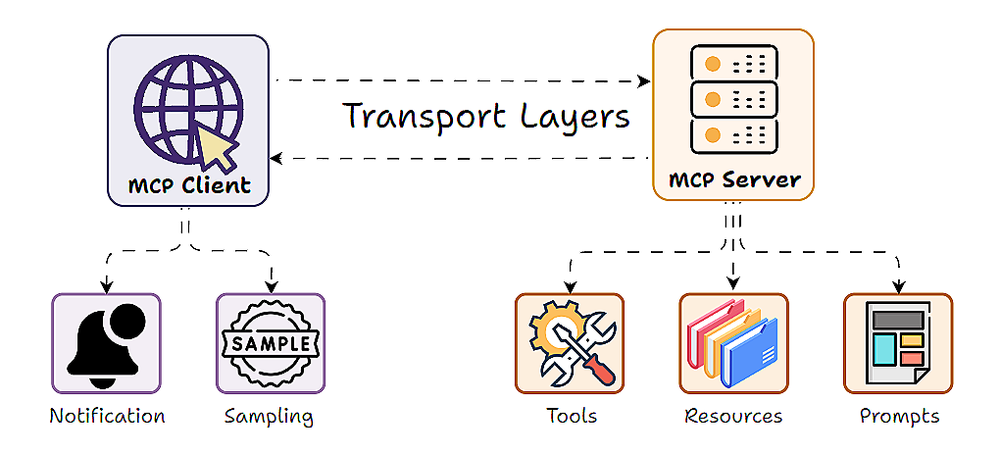 Transport Layers
MCP Client
MCP Server
SAMPLE
Notification
Sampling
Tools
Resources
Prompts